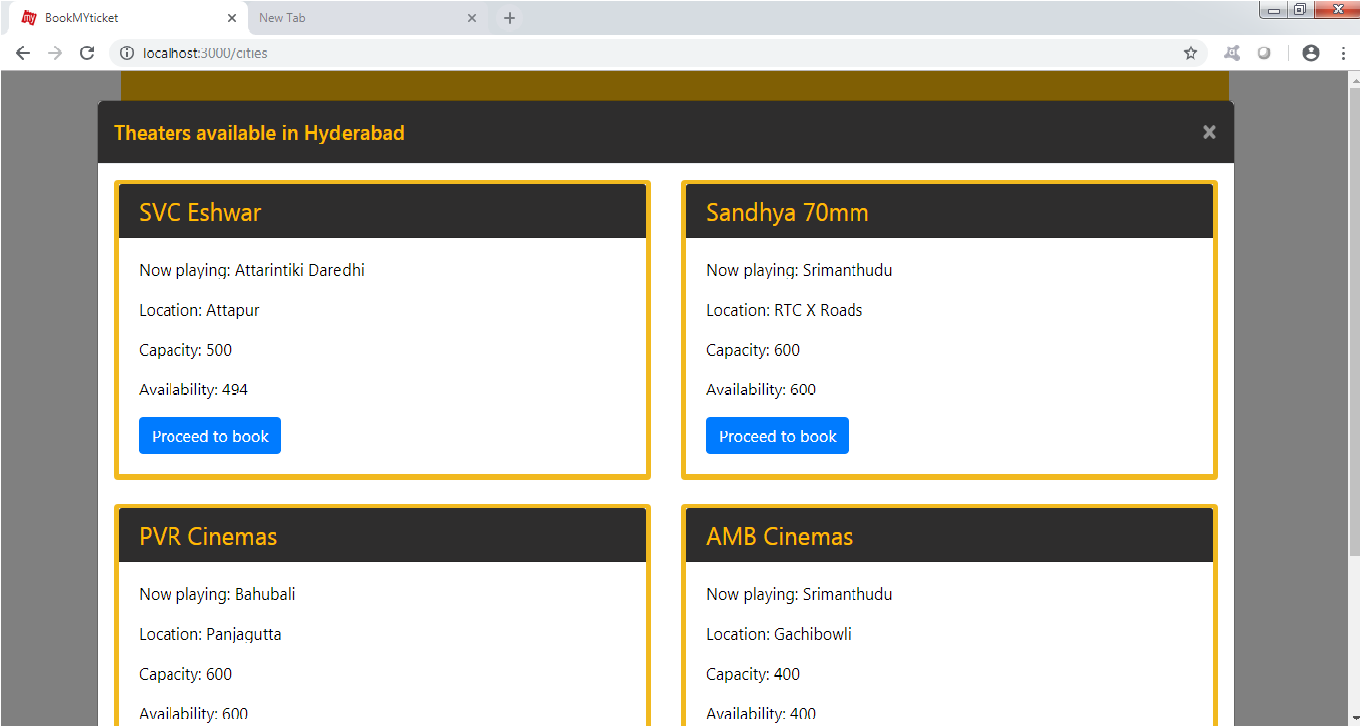 BookMYticket
New Tab
localhost:3000/cities
Theaters available in Hyderabad
SVC Eshwar
Now playing: Attarintiki Daredhi
Location: Attapur
Capacity: 500
Availability: 494
Proceed to book
Sandhya 70mm
Now playing: Srimanthudu
Location: RTC X Roads
Capacity: 600
Availability: 600
Proceed to book
PVR Cinemas
Now playing: Bahubali
Location: Panjagutta
Capacity: 600
Availability: 600
AMB Cinemas
Now playing: Srimanthudu
Location: Gachibowli
Capacity: 400
Availability: 400